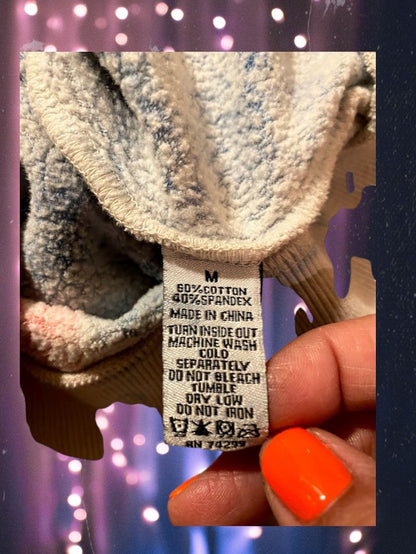 M
60%COTTON
40%SPANDEX
MADE IN CHINA
TURN INSIDE OUT
MACHINE WASH
COLD
SEPARATELY
DO NOT BLEACH
TUMBLE
DRY LOW
DO NOT IRON
RN 74299